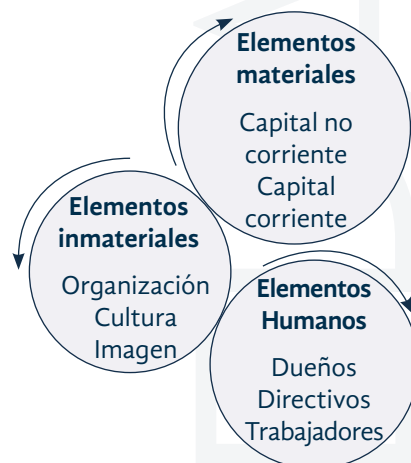 Elementos
materiales
Capital no
corriente
Capital
corriente
Elementos
inmateriales
Organización
Cultura
Imagen
Elementos
Humanos
Dueños
Directivos
Trabajadores